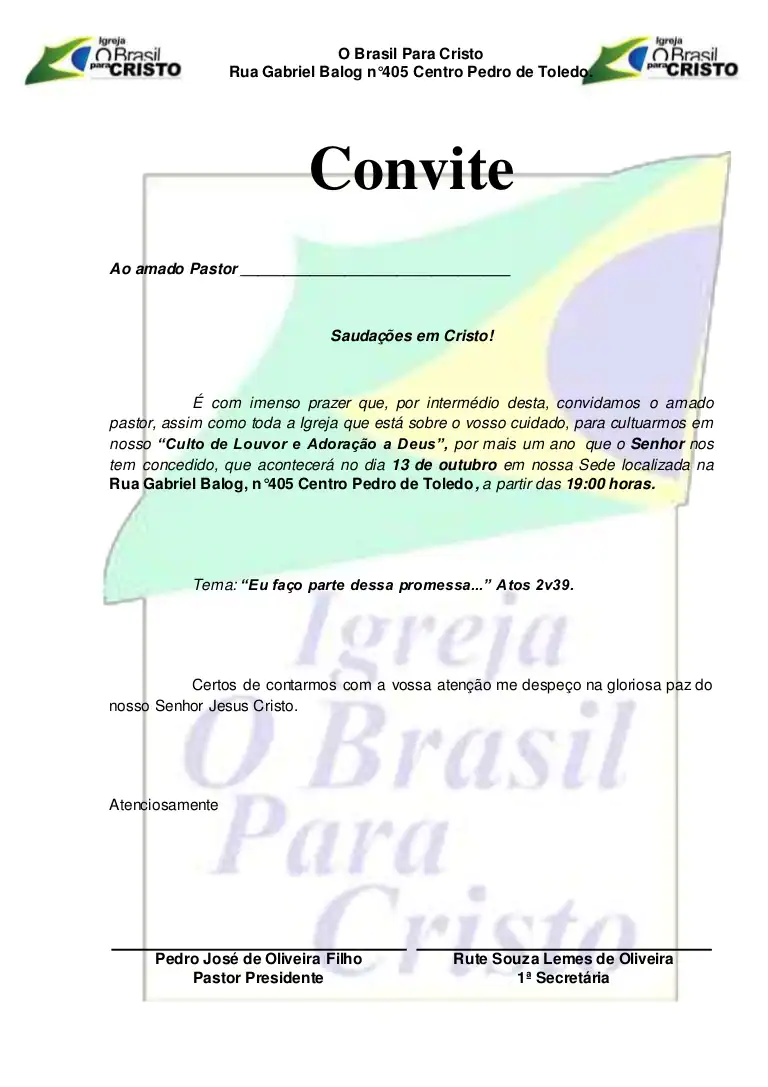 Igreja
O Brasil
para CRISTO
O Brasil Para Cristo
Rua Gabriel Balog n°405 Centro Pedro de Toledo.
Igreja
O Brasil
para CRISTO
Convite
Ao amado Pastor ________________________________
Saudações em Cristo!
É com imenso prazer que, por intermédio desta, convidamos o amado
pastor, assim como toda a Igreja que está sobre o vosso cuidado, para cultuarmos em
nosso “Culto de Louvor e Adoração a Deus”, por mais um ano que o Senhor nos
tem concedido, que acontecerá no dia 13 de outubro em nossa Sede localizada na
Rua Gabriel Balog, n°405 Centro Pedro de Toledo, a partir das 19:00 horas.
Tema: “Eu faço parte dessa promessa...” Atos 2v39.
Igreja
Certos de contarmos com a vossa atenção me despeço na gloriosa paz do
nosso Senhor Jesus Cristo.
O Brasil
Atenciosamente
Para
Cristo
Pedro José de Oliveira Filho
Pastor Presidente
Rute Souza Lemes de Oliveira
1ª Secretária